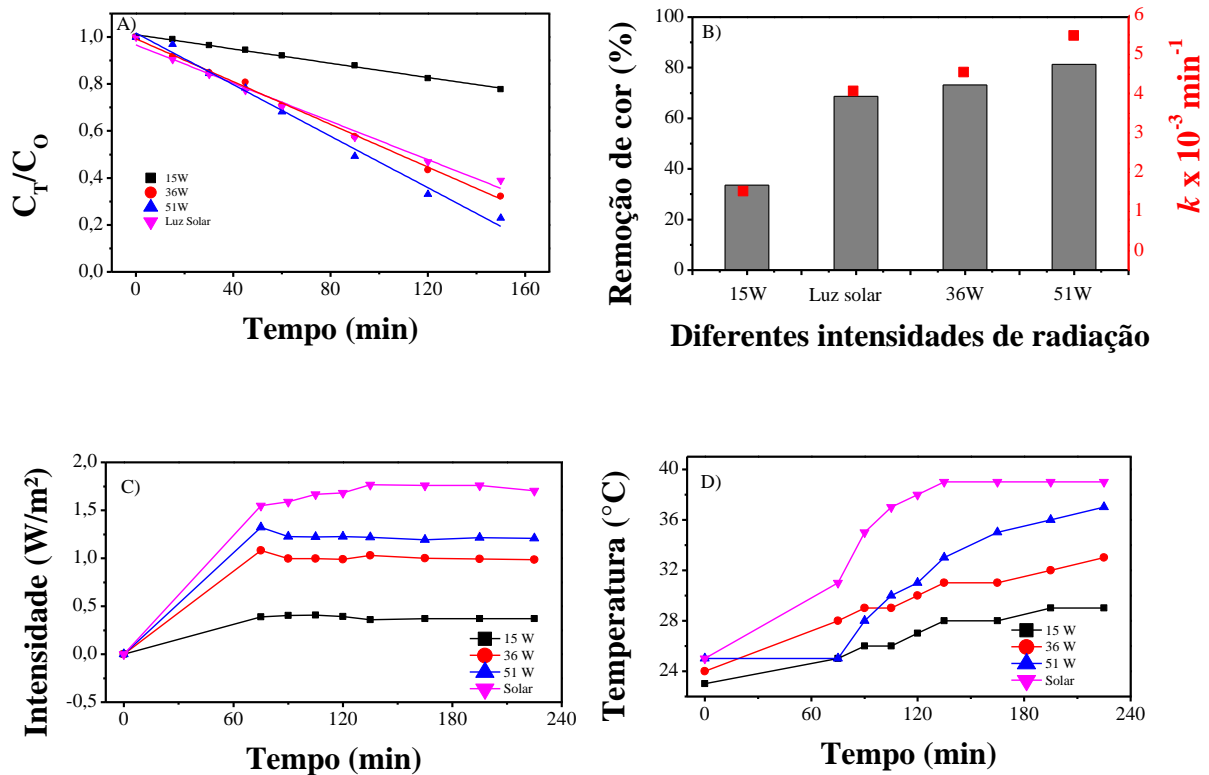 A)
1,0
0,8
0,6
0,4
0,2
0,0
C_T/C_O
15W
36W
51W
Luz Solar
0 40 80 120 160
Tempo (min)
B)
100
80
60
40
20
0
Remoção de cor (%)
6
5
4
3
2
1
0
k x 10⁻³ min⁻¹
15W Luz solar 36W 51W
Diferentes intensidades de radiação
C)
2,0
1,5
1,0
0,5
0,0
-0,5
Intensidade (W/m²)
15 W
36 W
51 W
Solar
0 60 120 180 240
Tempo (min)
D)
40
36
32
28
24
Temperatura (°C)
15 W
36 W
51 W
Solar
0 60 120 180 240
Tempo (min)